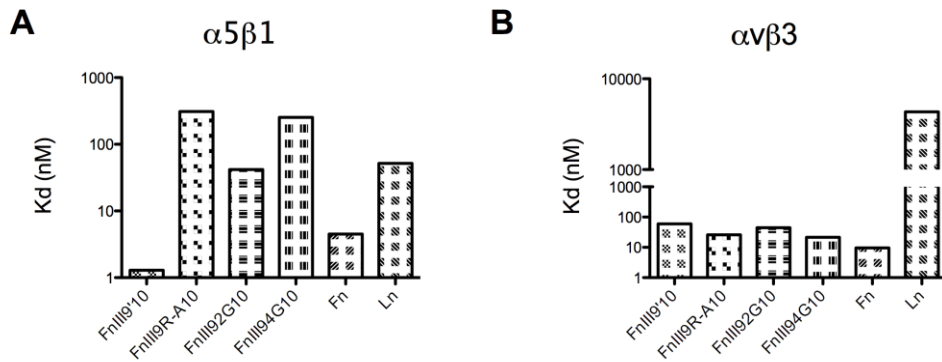 A
α5β1
Kd (nM)
1000
100
10
1
FnIII9'10
FnIII9R-A10
FnIII92G10
FnIII94G10
Fn
Ln
B
αvβ3
Kd (nM)
10000
1000
1000
100
10
1
FnIII9'10
FnIII9R-A10
FnIII92G10
FnIII94G10
Fn
Ln